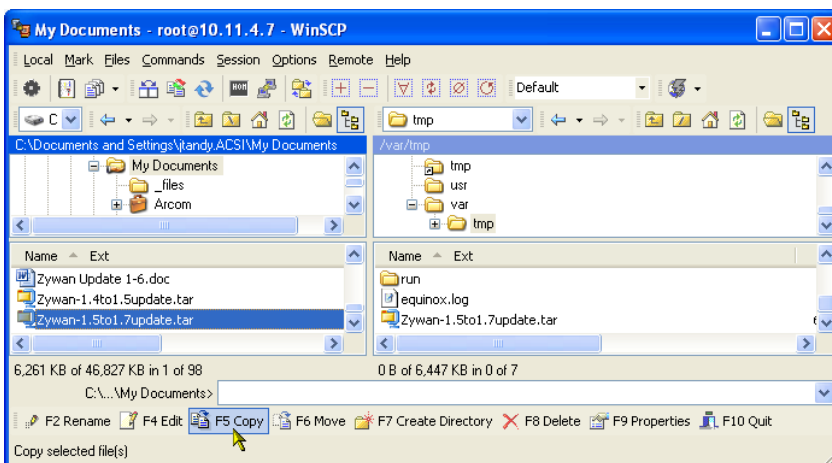 My Documents - root@10.11.4.7 - WinSCP
Local Mark Files Commands Session Options Remote Help
Default
C tmp
C:\Documents and Settings\jtandy.ACSI\My Documents /var/tmp
My Documents tmp
_files usr
Arcom var
tmp
Name Ext Name Ext
Zywan Update 1-6.doc run
Zywan-1.4to1.5update.tar equinox.log
Zywan-1.5to1.7update.tar Zywan-1.5to1.7update.tar
6,261 KB of 46,827 KB in 1 of 98 0 B of 6,447 KB in 0 of 7
C:\...\My Documents>
F2 Rename F4 Edit F5 Copy F6 Move F7 Create Directory F8 Delete F9 Properties F10 Quit
Copy selected file(s)